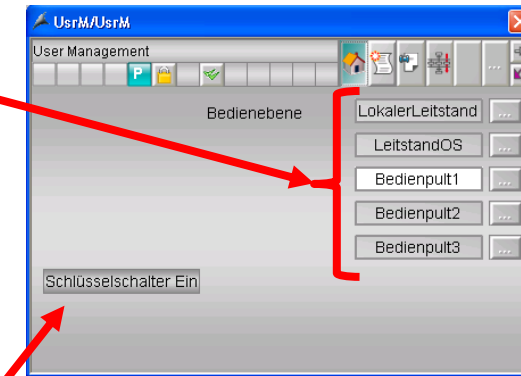 UsrM/UsrM
User Management
P
...
Bedienebene
LokalerLeitstand ...
LeitstandOS ...
Bedienpult1 ...
Bedienpult2 ...
Bedienpult3 ...
Schlüsselschalter Ein